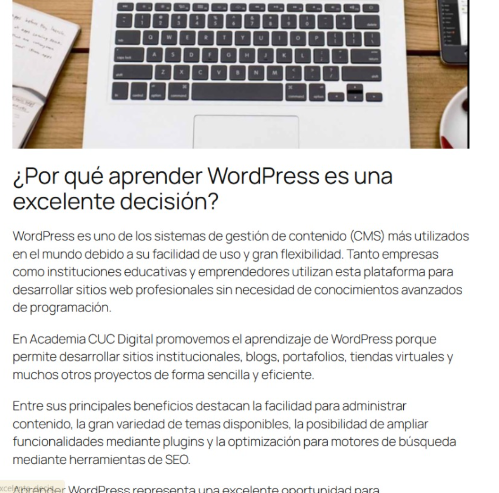 ¿Por qué aprender WordPress es una
excelente decisión?
WordPress es uno de los sistemas de gestión de contenido (CMS) más utilizados
en el mundo debido a su facilidad de uso y gran flexibilidad. Tanto empresas
como instituciones educativas y emprendedores utilizan esta plataforma para
desarrollar sitios web profesionales sin necesidad de conocimientos avanzados
de programación.
En Academia CUC Digital promovemos el aprendizaje de WordPress porque
permite desarrollar sitios institucionales, blogs, portafolios, tiendas virtuales y
muchos otros proyectos de forma sencilla y eficiente.
Entre sus principales beneficios destacan la facilidad para administrar
contenido, la gran variedad de temas disponibles, la posibilidad de ampliar
funcionalidades mediante plugins y la optimización para motores de búsqueda
mediante herramientas de SEO.
Aprender WordPress representa una excelente oportunidad para